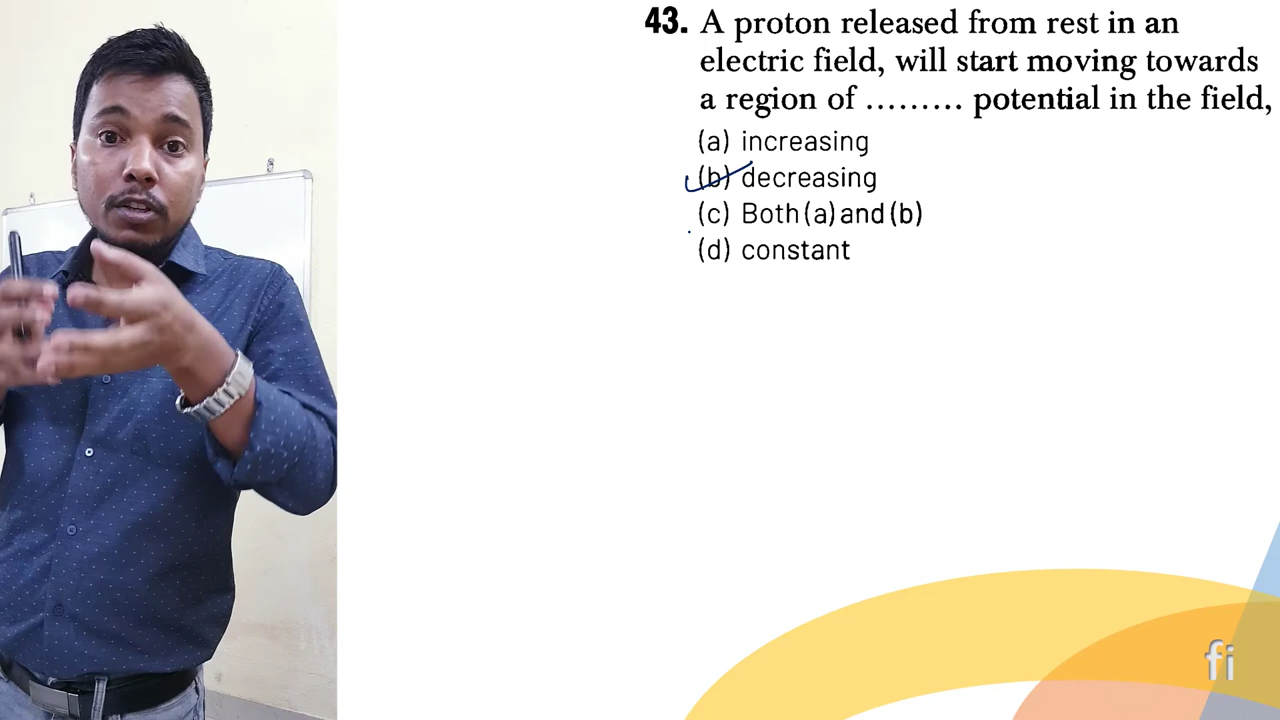 43. A proton released from rest in an
electric field, will start moving towards
a region of ......... potential in the field,
(a) increasing
(b) decreasing
(c) Both (a) and (b)
(d) constant
fi